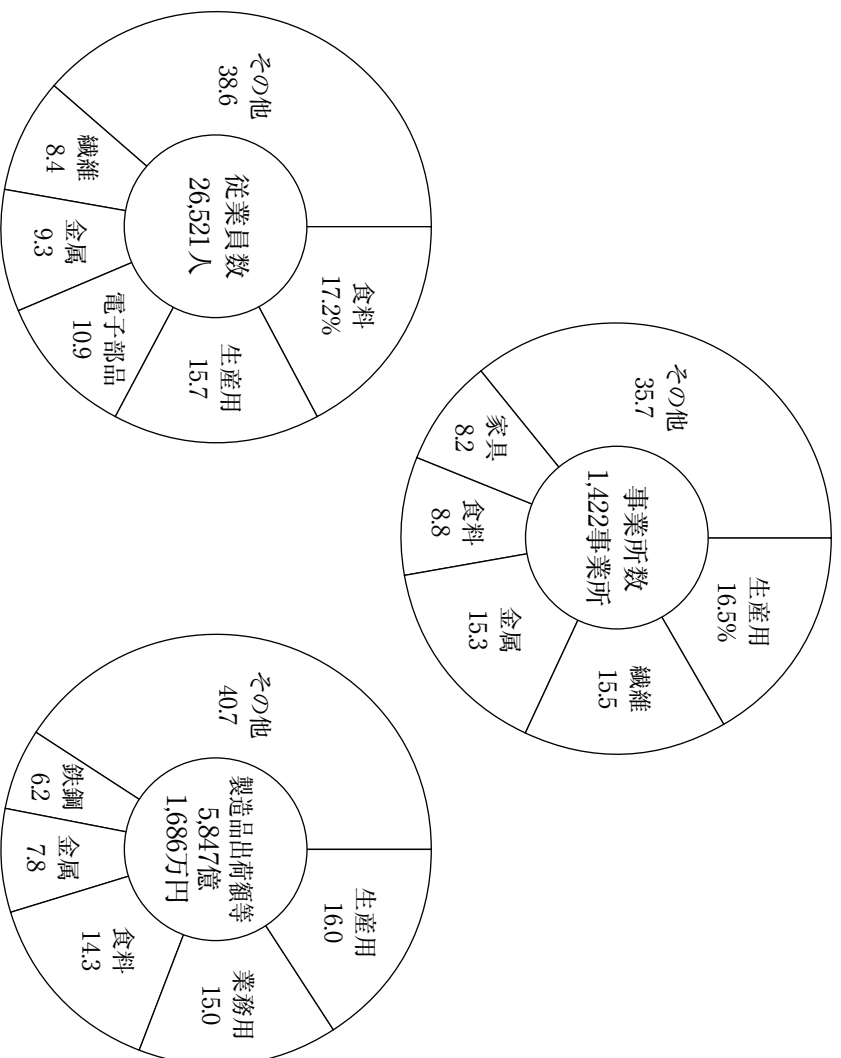 事業所数
1,422事業所
生産用
16.5%
繊維
15.5
金属
15.3
食料
8.8
家具
8.2
その他
35.7
従業員数
26,521人
食料
17.2%
生産用
15.7
電子部品
10.9
金属
9.3
繊維
8.4
その他
38.6
製造品出荷額等
5,847億
1,686万円
生産用
16.0
業務用
15.0
食料
14.3
金属
7.8
鉄鋼
6.2
その他
40.7